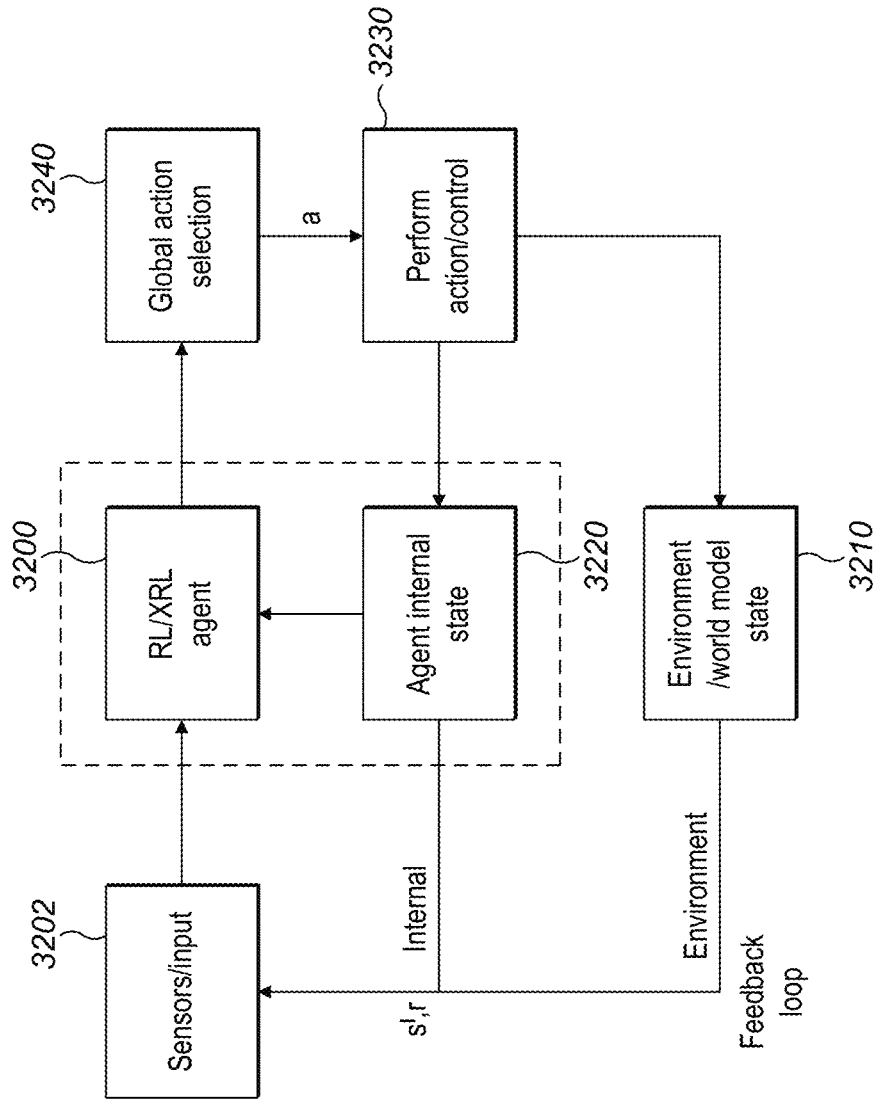 3202
Sensors/input
3200
RL/XRL
agent
3240
Global action
selection
a
3230
Perform
action/control
3220
Agent internal
state
Internal
s',r
3210
Environment
/world model
state
Environment
Feedback
loop